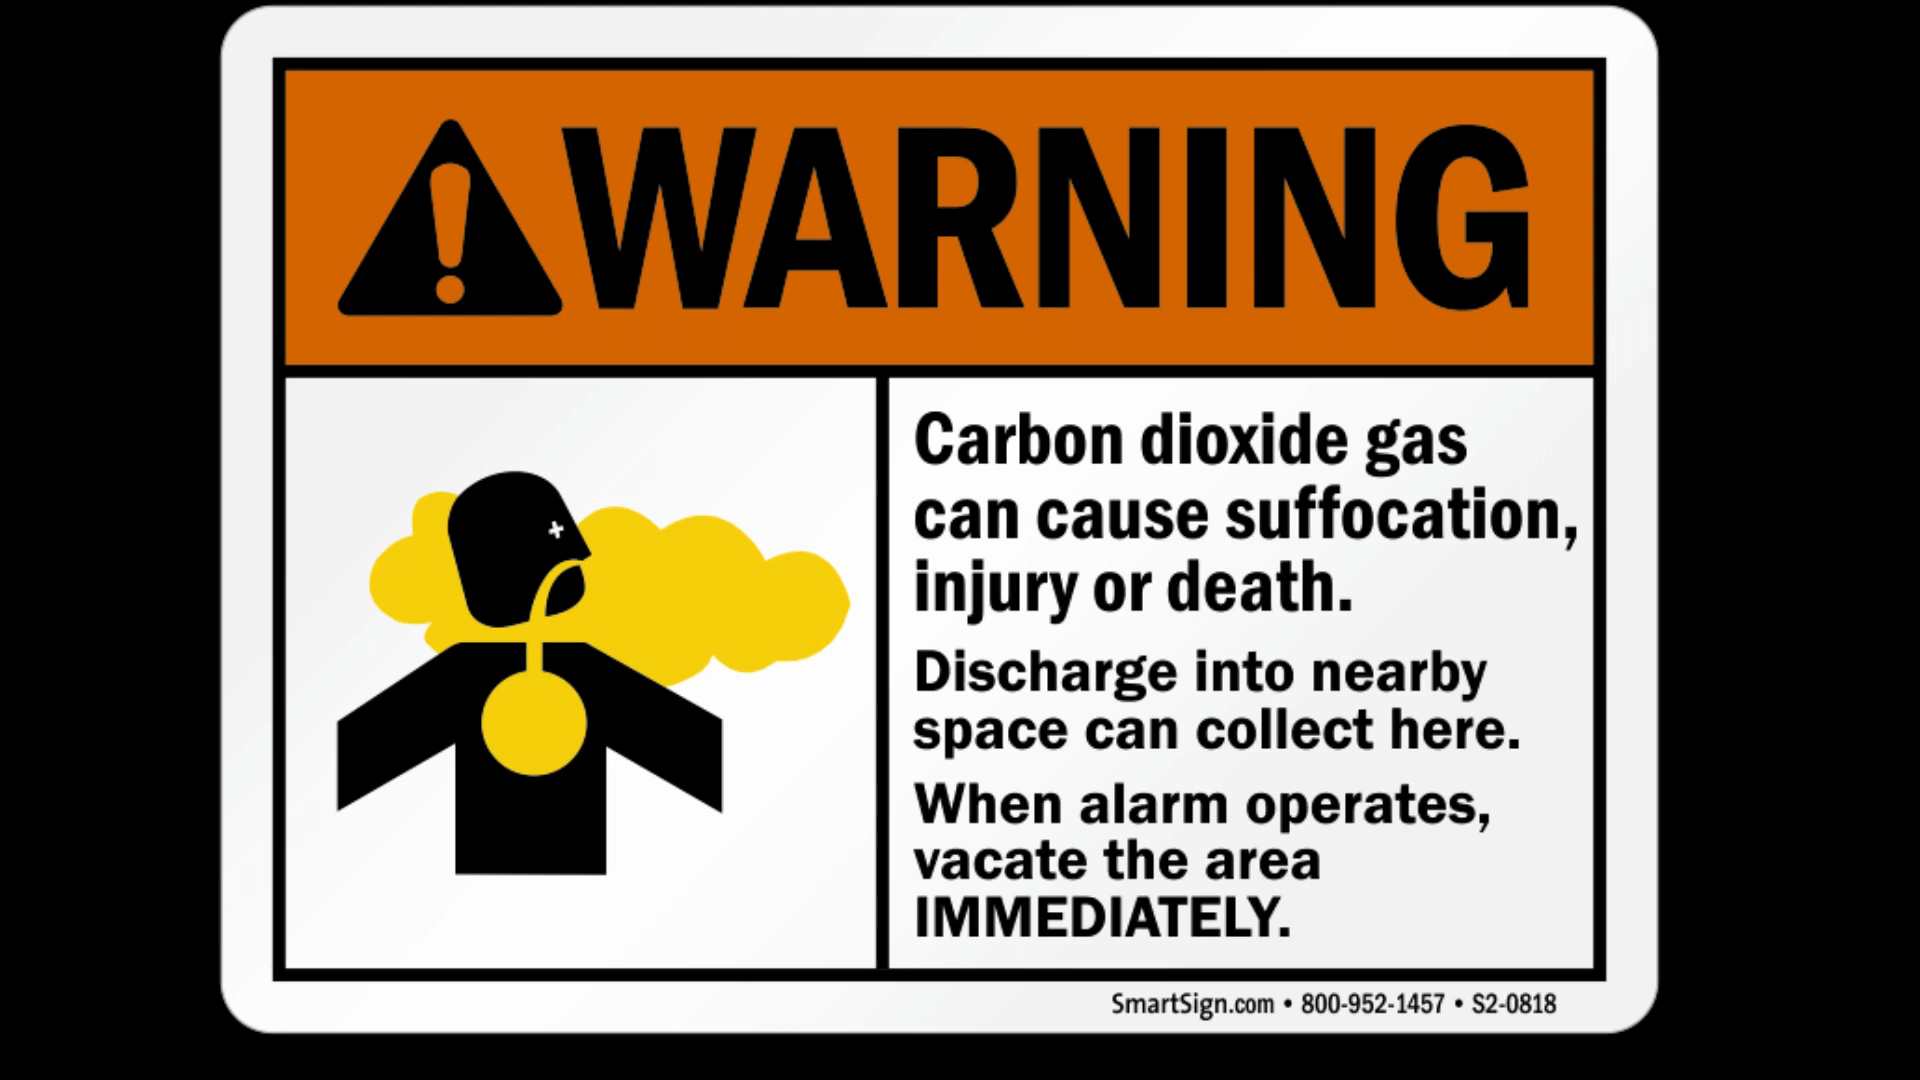 WARNING
Carbon dioxide gas
can cause suffocation,
injury or death.
Discharge into nearby
space can collect here.
When alarm operates,
vacate the area
IMMEDIATELY.
SmartSign.com • 800-952-1457 • S2-0818